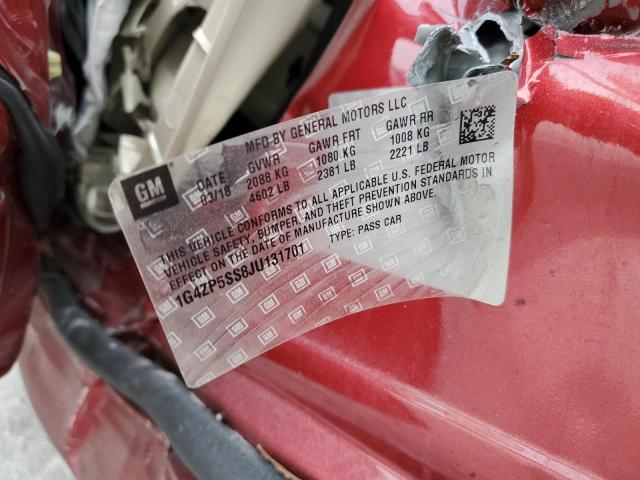 MFD BY GENERAL MOTORS LLC
GM DATE GVWR GAWR FRT GAWR RR
03/18 2088 KG 1080 KG 1008 KG
4602 LB 2381 LB 2221 LB
THIS VEHICLE CONFORMS TO ALL APPLICABLE U.S. FEDERAL MOTOR
VEHICLE SAFETY, BUMPER, AND THEFT PREVENTION STANDARDS IN
EFFECT ON THE DATE OF MANUFACTURE SHOWN ABOVE.
1G4ZP5SS8JU131701 TYPE: PASS CAR